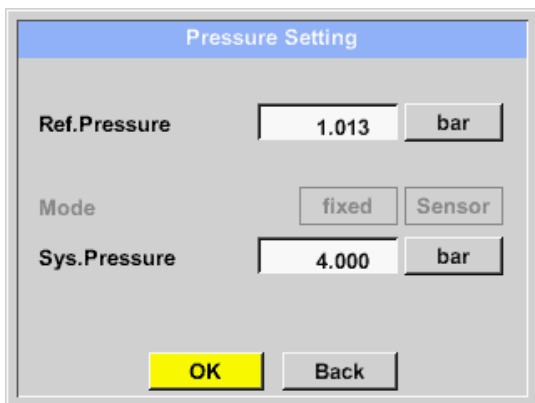 Pressure Setting
Ref.Pressure 1.013 bar
Mode fixed Sensor
Sys.Pressure 4.000 bar
OK Back